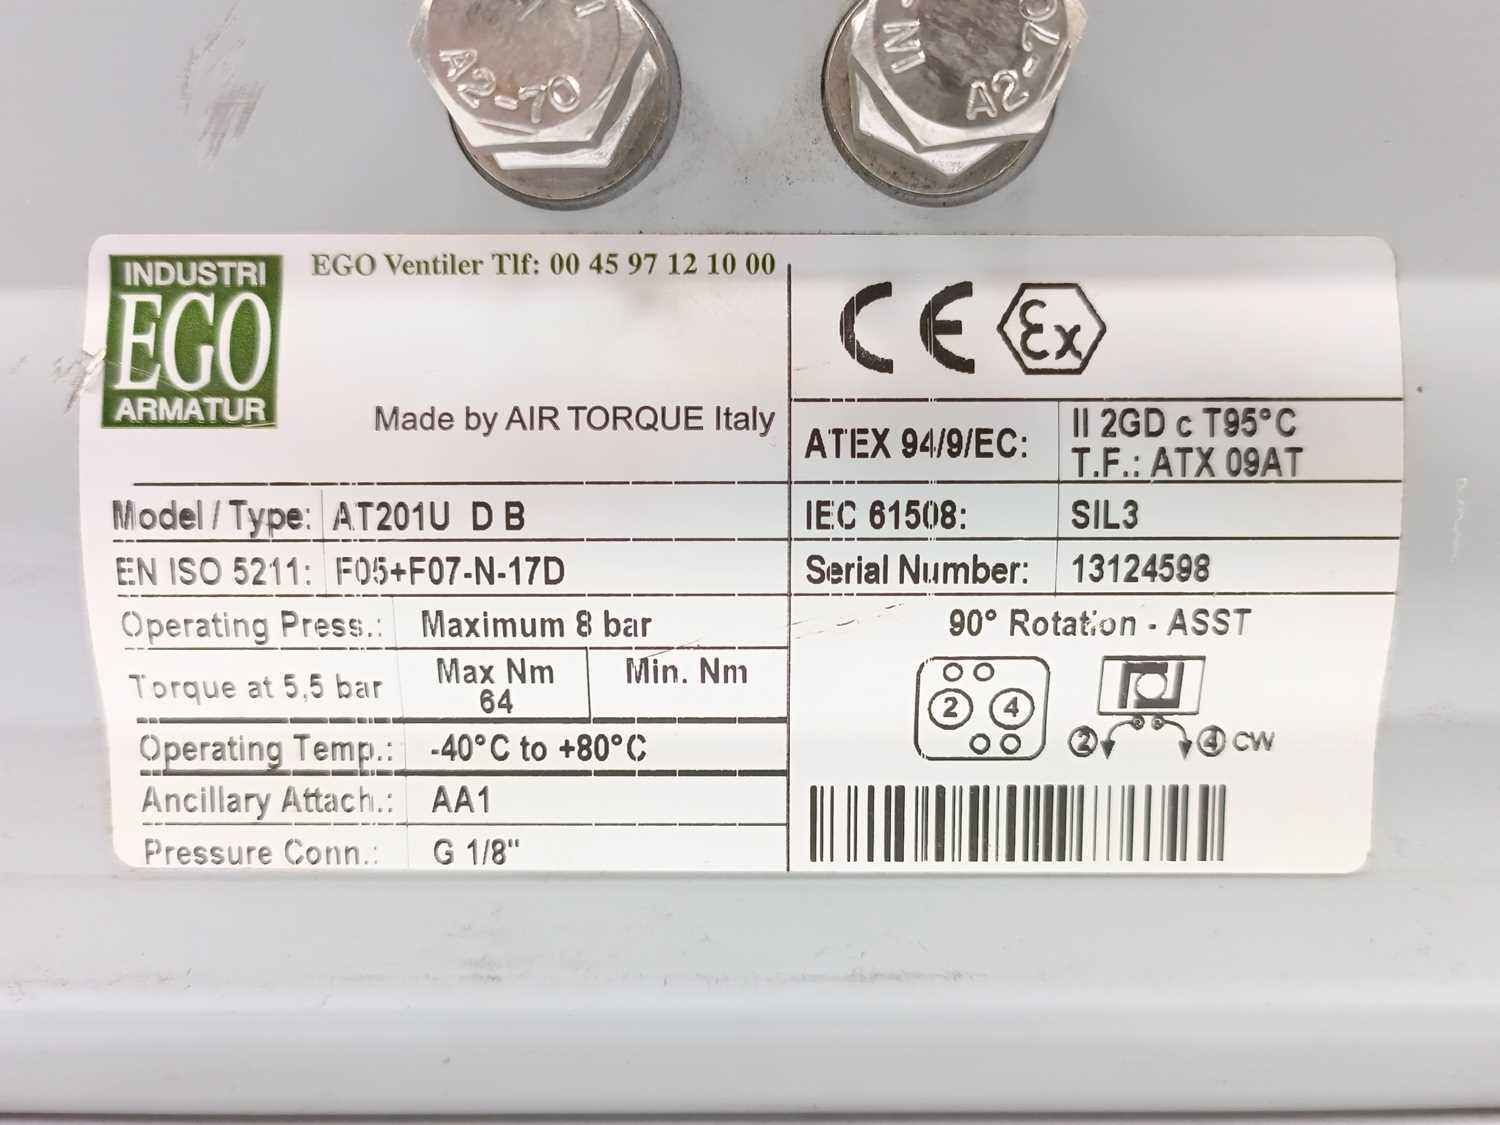 A2-70
A2-70
INDUSTRI
EGO
ARMATUR
EGO Ventiler Tlf: 00 45 97 12 10 00
Made by AIR TORQUE Italy
CE Ex
ATEX 94/9/EC: II 2GD c T95°C
T.F.: ATX 09AT
Model / Type: AT201U D B
IEC 61508: SIL3
EN ISO 5211: F05+F07-N-17D
Serial Number: 13124598
Operating Press.: Maximum 8 bar
Torque at 5,5 bar Max Nm Min. Nm
64
Operating Temp.: -40°C to +80°C
Ancillary Attach.: AA1
Pressure Conn.: G 1/8"
90° Rotation - ASST
2 4
2 4 CW